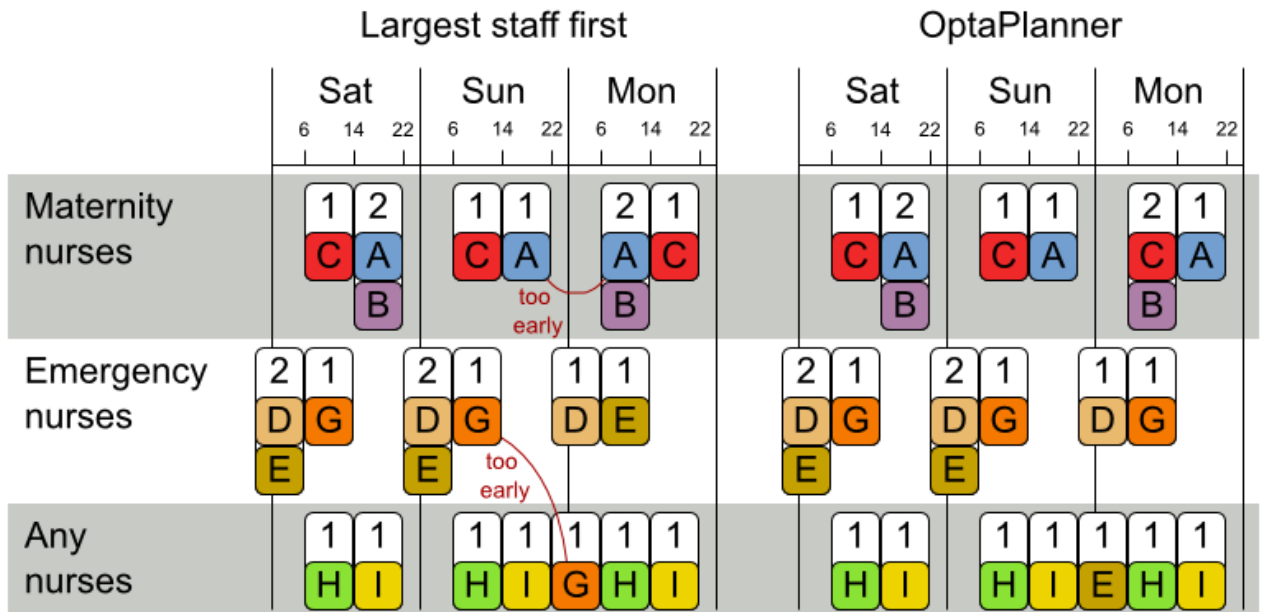 Largest staff first OptaPlanner
Sat Sun Mon Sat Sun Mon
6 14 22 6 14 22 6 14 22 6 14 22 6 14 22 6 14 22
Maternity 1 2 1 1 2 1 1 2 1 1 2 1
nurses C A C A A C C A C A C A
too
early
B B B B
Emergency 2 1 2 1 1 1 2 1 2 1 1 1
nurses D G D G D E D G D G D G
E E E E
too
early
Any 1 1 1 1 1 1 1 1 1 1 1 1 1 1
nurses H I H I G H I H I H I E H I